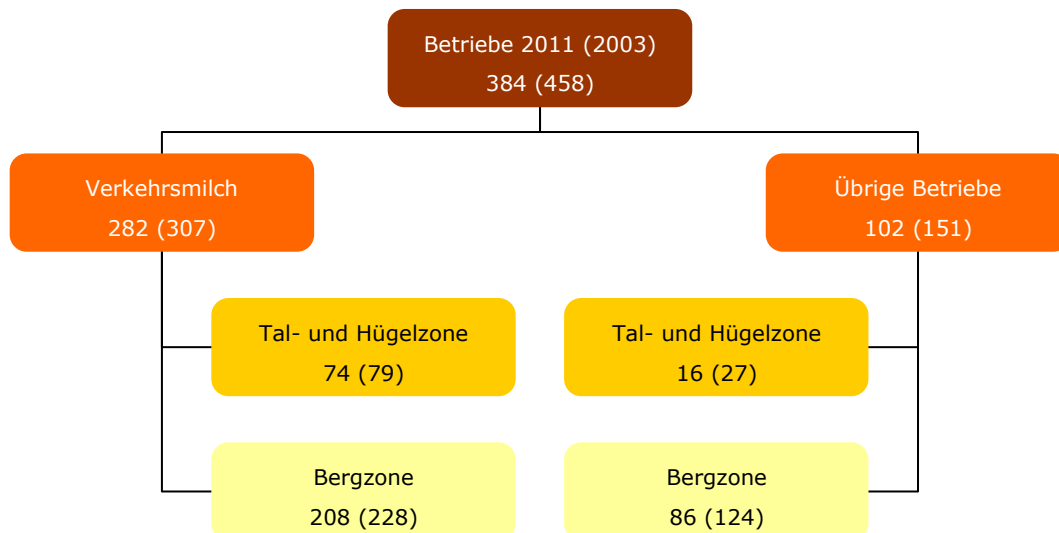 Betriebe 2011 (2003)
384 (458)
Verkehrsmilch
282 (307)
Übrige Betriebe
102 (151)
Tal- und Hügelzone
74 (79)
Tal- und Hügelzone
16 (27)
Bergzone
208 (228)
Bergzone
86 (124)